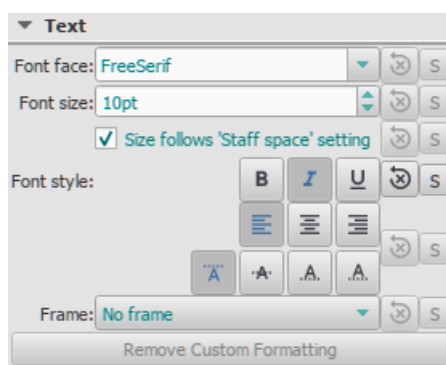 Text
Font face: FreeSerif S
Font size: 10pt S
Size follows 'Staff space' setting S
Font style: B I U S
S
A A A A
Frame: No frame S
Remove Custom Formatting